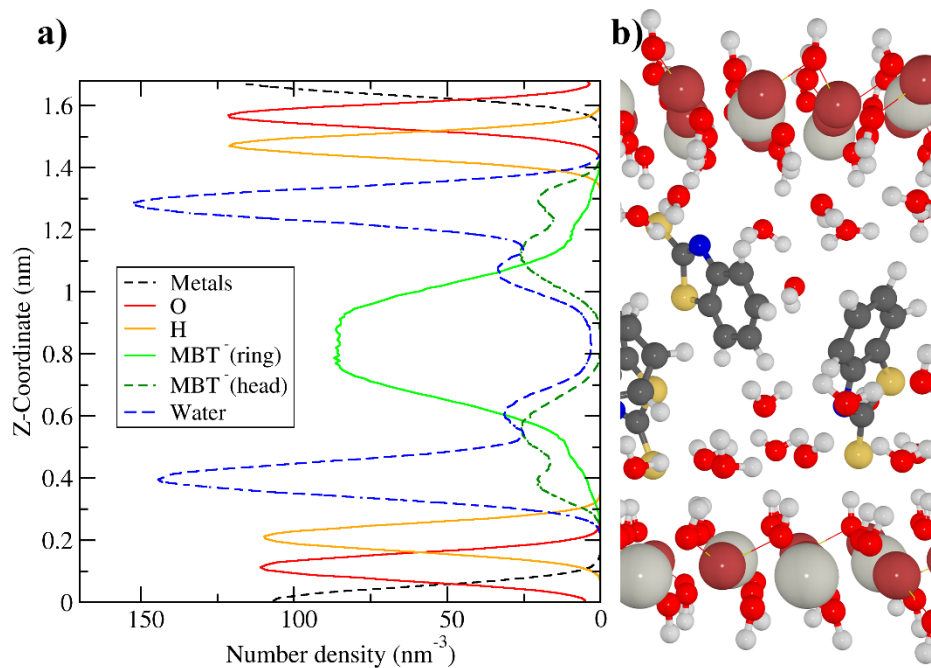 a)
b)
1.6
1.4
1.2
1
0.8
0.6
0.4
0.2
0
Z-Coordinate (nm)
Metals
O
H
MBT⁻(ring)
MBT⁻(head)
Water
150
100
50
0
Number density (nm⁻³)